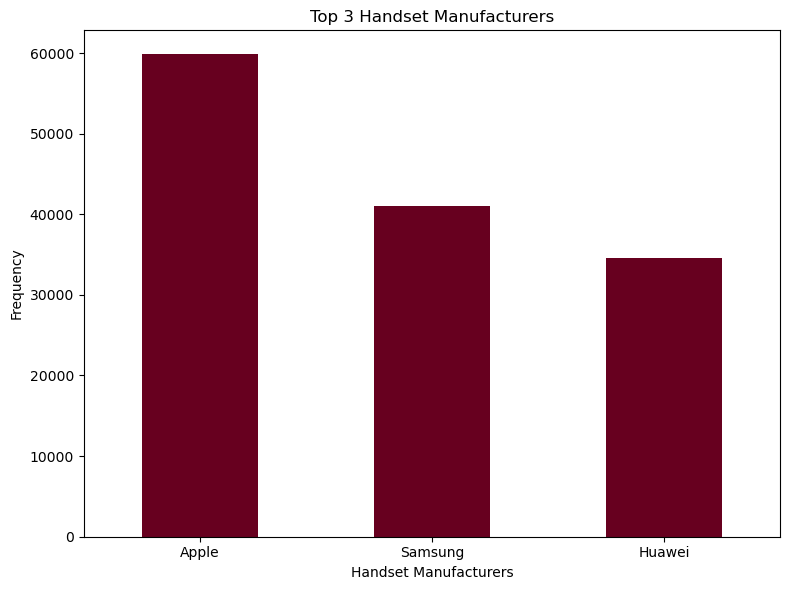 Top 3 Handset Manufacturers
60000
50000
40000
30000
20000
10000
0
Frequency
Apple Samsung Huawei
Handset Manufacturers